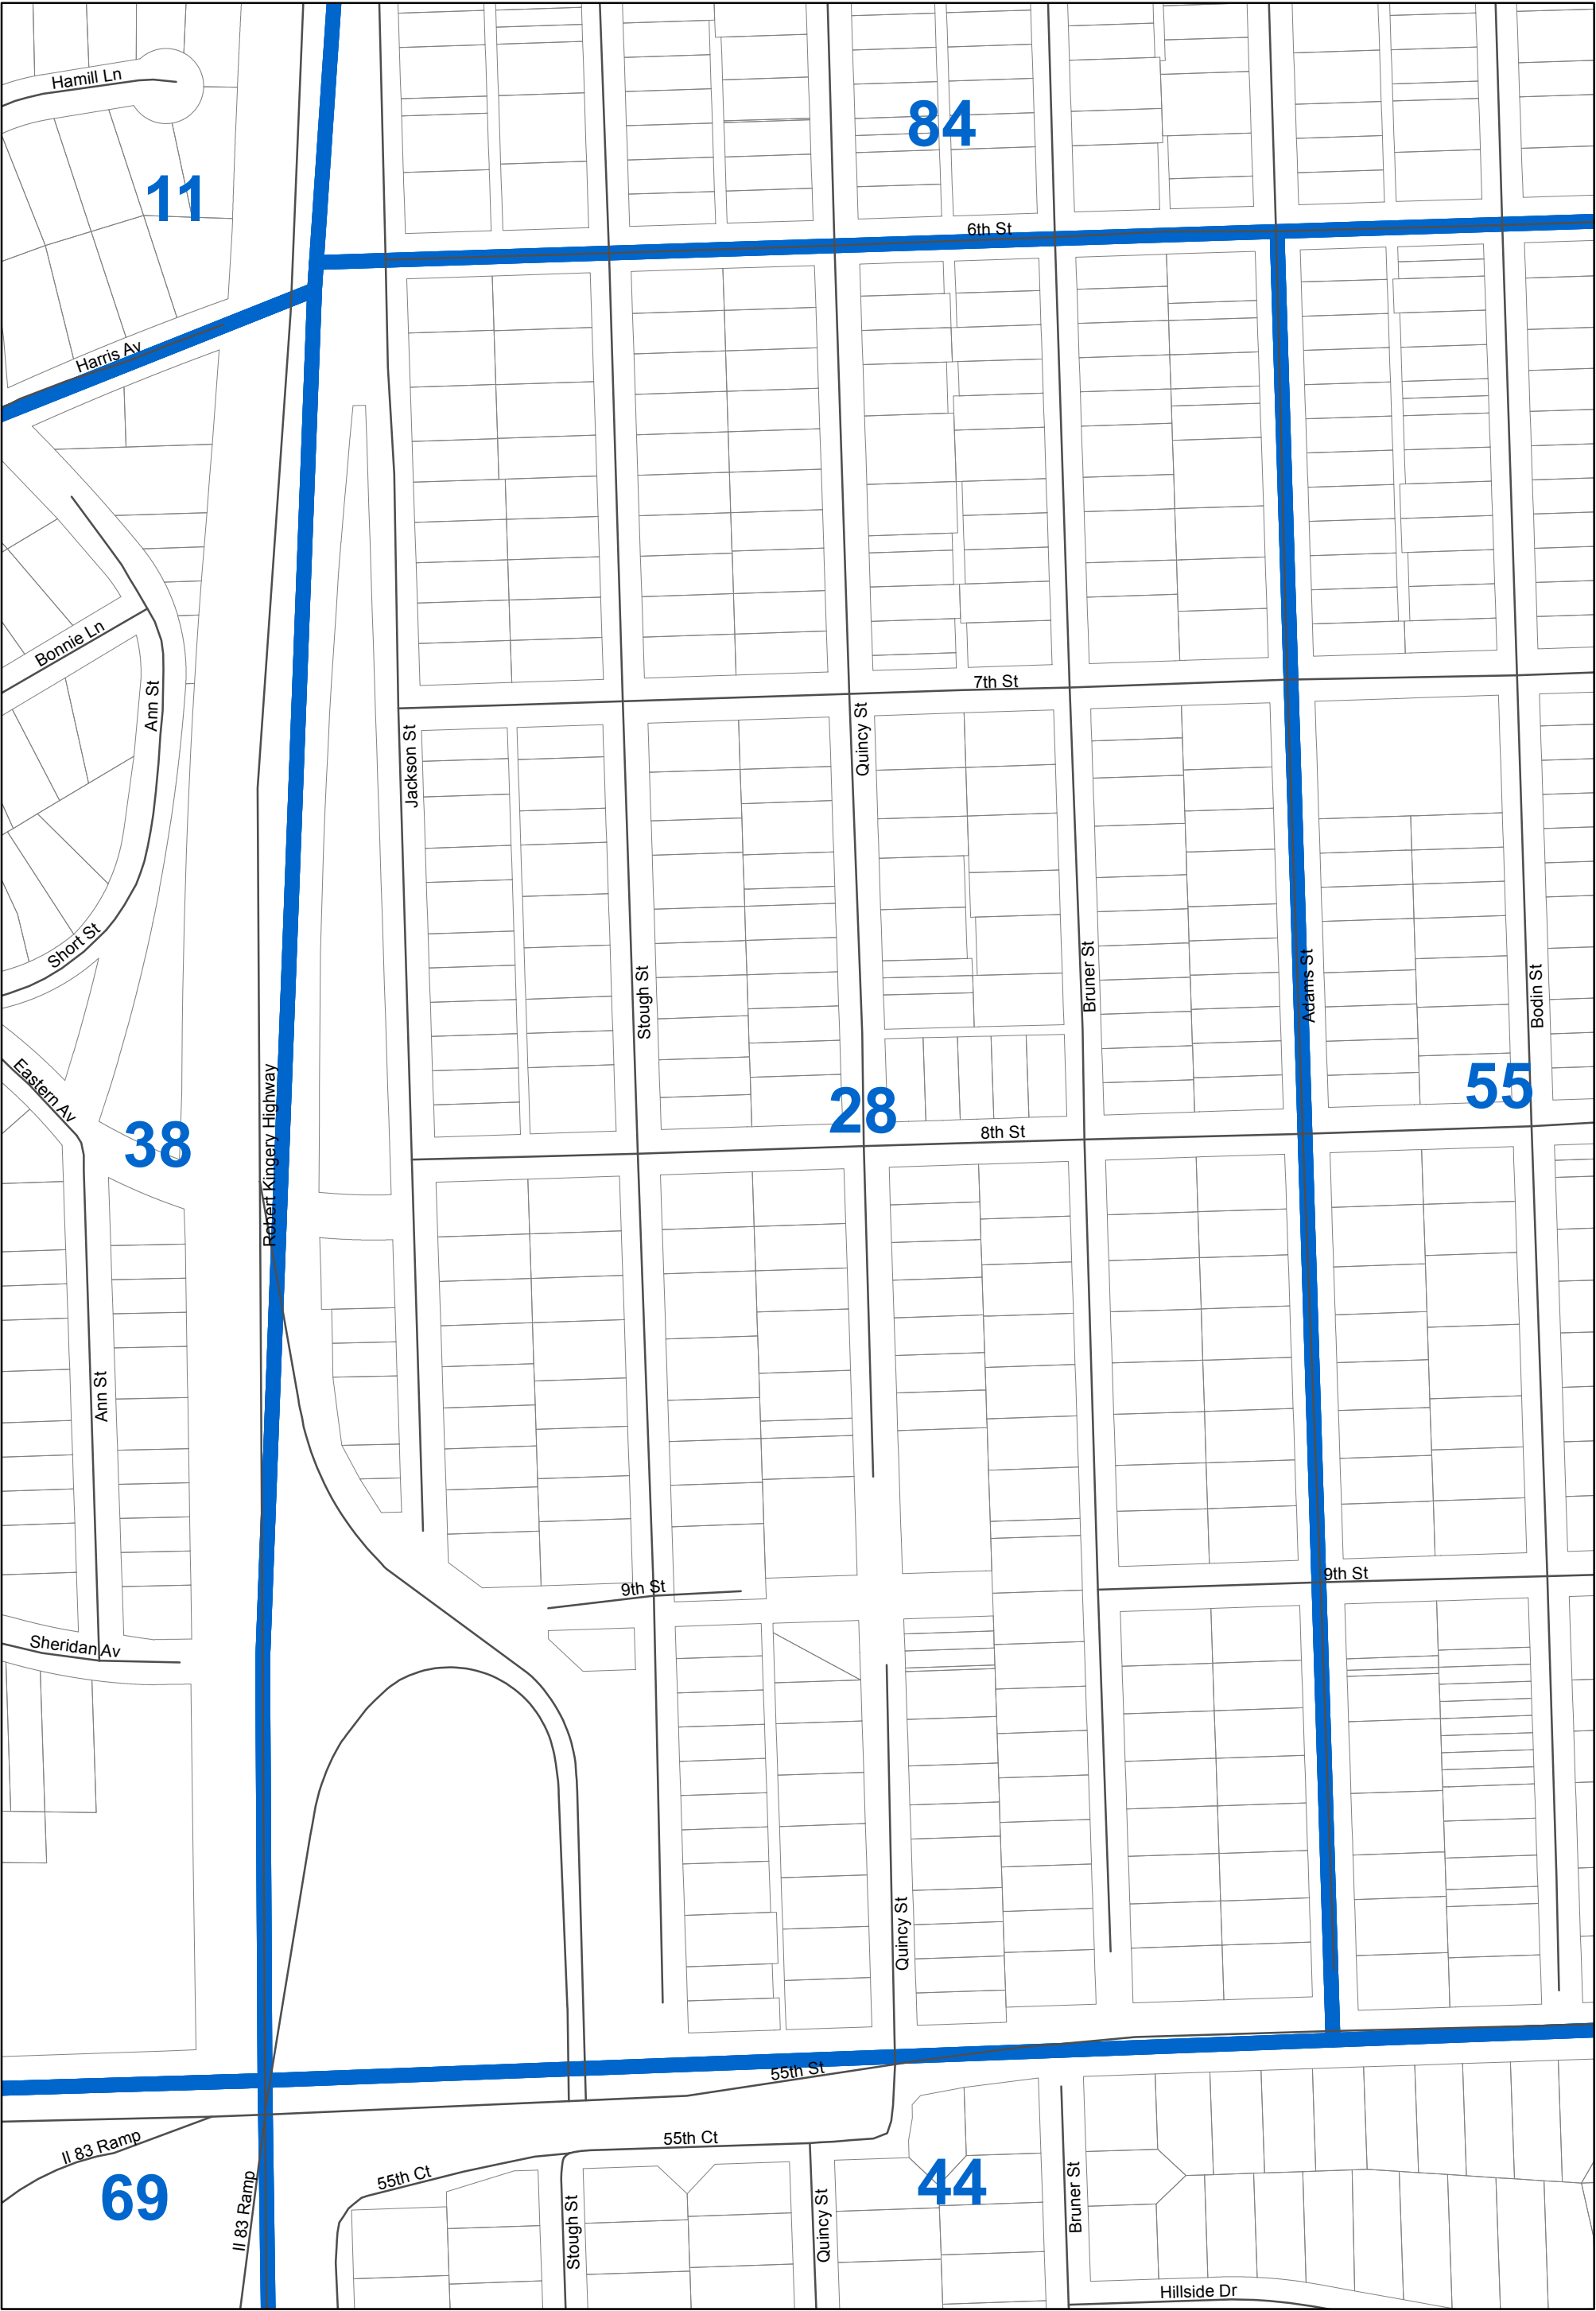 Hamill Ln
84
11
6th St
Harris Av
Bonnie Ln
7th St
Ann St
Quincy St
Jackson St
Short St
Stough St
Bruner St
Adams St
Bodin St
Eastern Av
55
28
8th St
38
Robert Kingery Highway
Ann St
9th St
9th St
Sheridan Av
Quincy St
55th St
55th Ct
Il 83 Ramp
55th Ct
69
44
Il 83 Ramp
Stough St
Quincy St
Bruner St
Hillside Dr